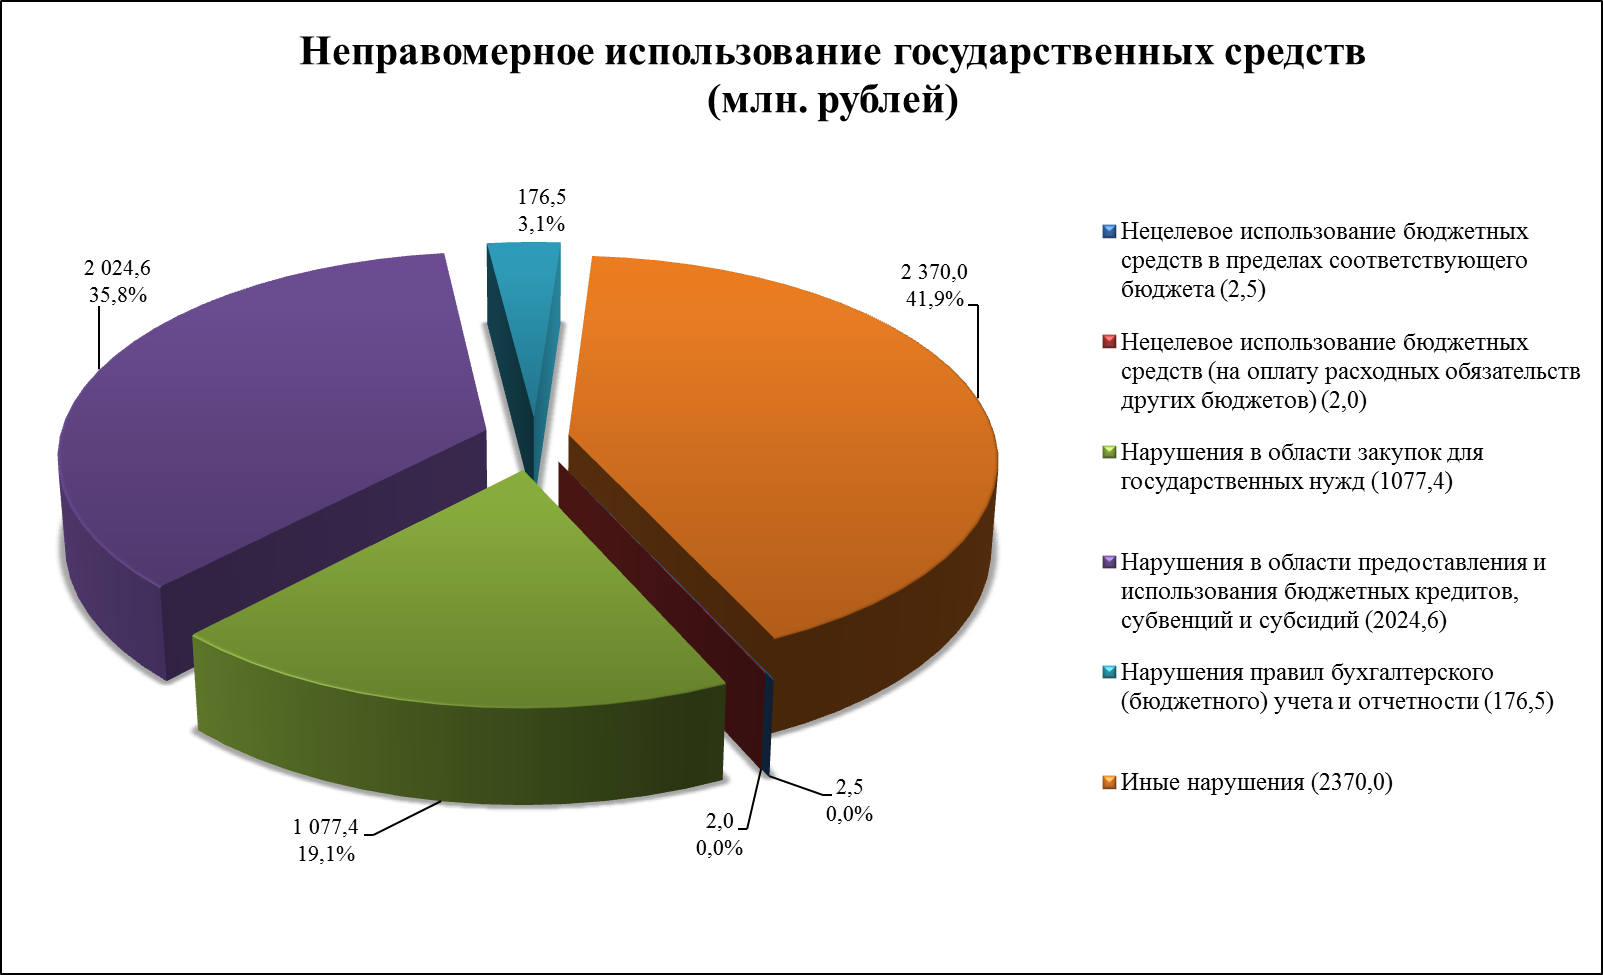 Неправомерное использование государственных средств
(млн. рублей)
176,5
3,1%
2 024,6
35,8%
2 370,0
41,9%
1 077,4
19,1%
2,0
0,0%
2,5
0,0%
Нецелевое использование бюджетных
средств в пределах соответствующего
бюджета (2,5)
Нецелевое использование бюджетных
средств (на оплату расходных обязательств
других бюджетов) (2,0)
Нарушения в области закупок для
государственных нужд (1077,4)
Нарушения в области предоставления и
использования бюджетных кредитов,
субвенций и субсидий (2024,6)
Нарушения правил бухгалтерского
(бюджетного) учета и отчетности (176,5)
Иные нарушения (2370,0)